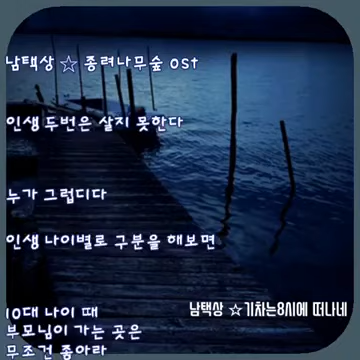 남택상 ☆ 종려나무숲 OST
인생 두번은 살지 못한다
누가 그럽디다
인생 나이별로 구분을 해보면
남택상 ☆기차는8시에 떠나네
10대 나이 때
부모님이 가는 곳은
무조건 좋아라